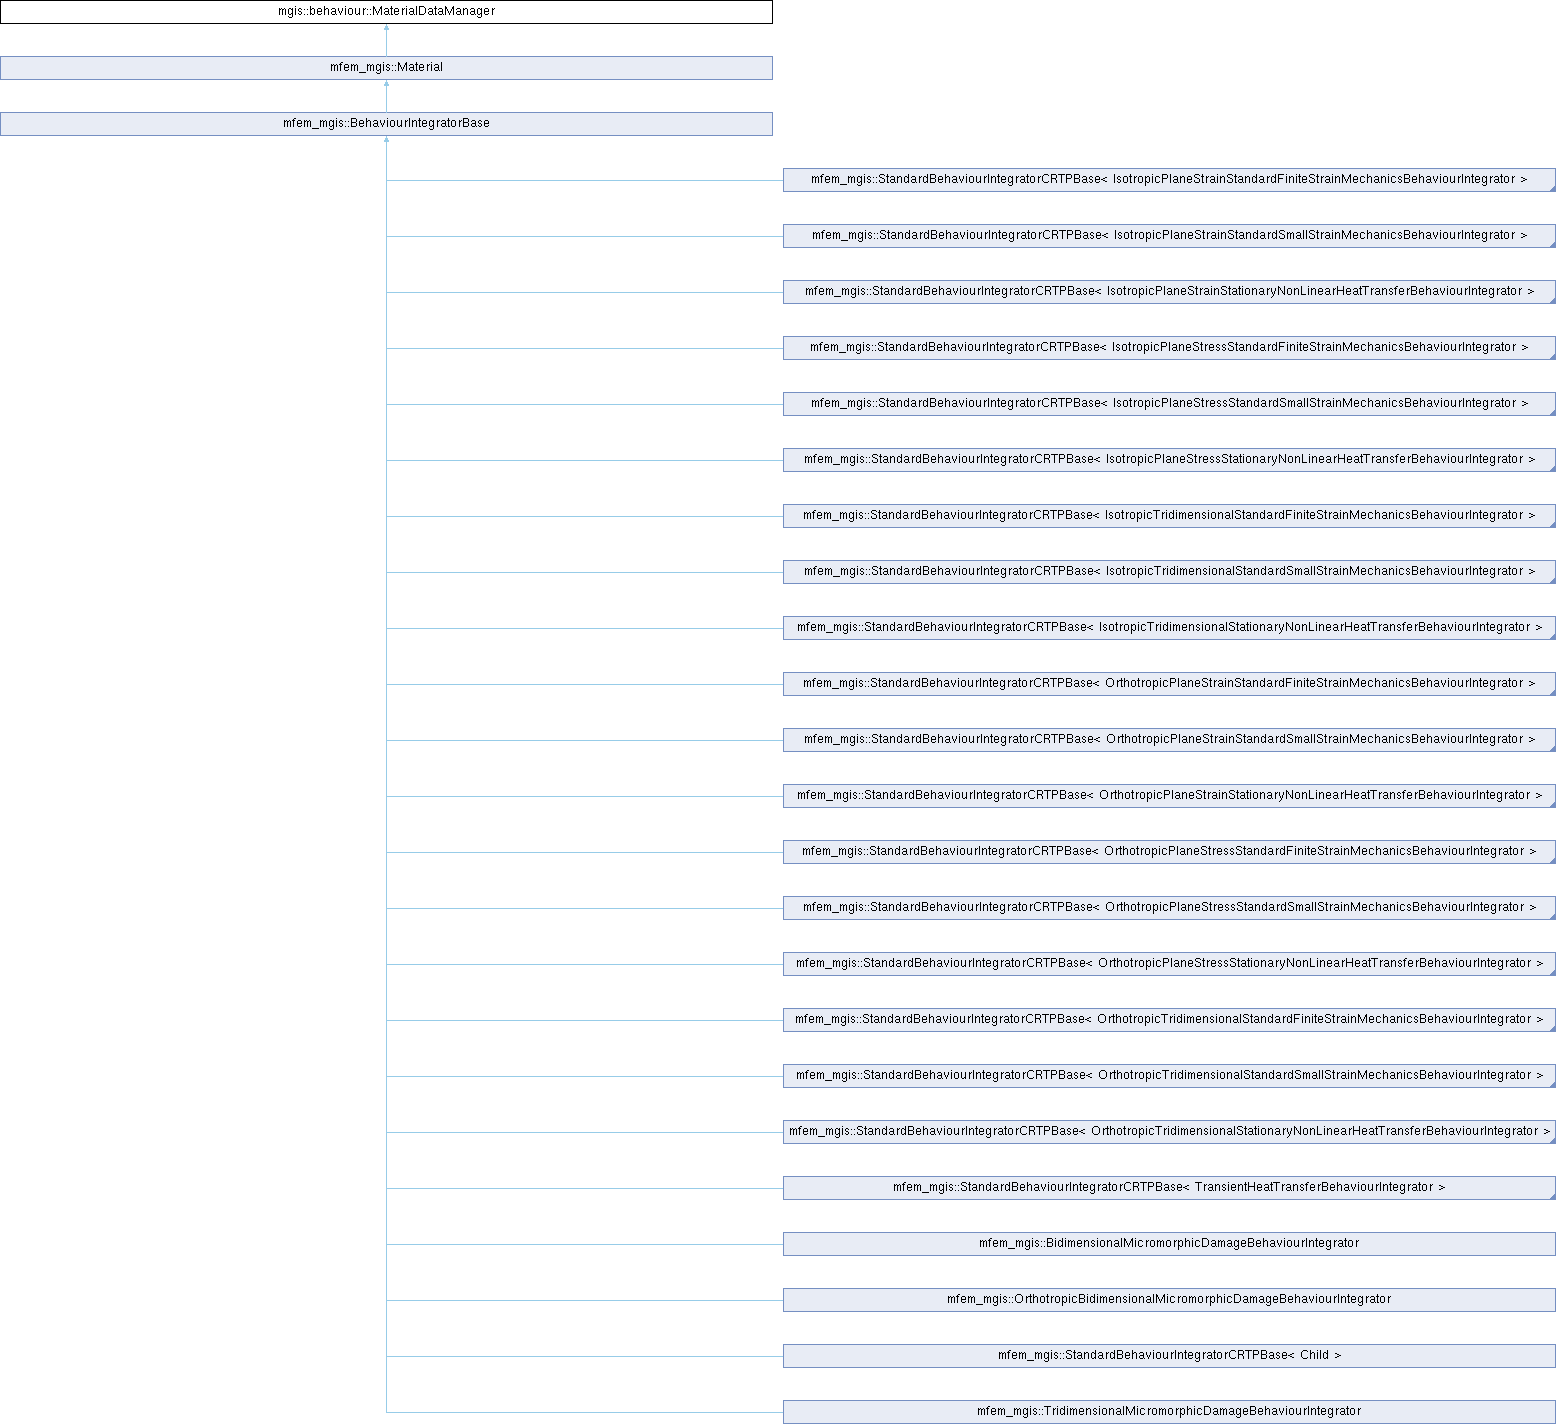 mgis::behaviour::MaterialDataManager
mfem_mgis::Material
mfem_mgis::BehaviourIntegratorBase
mfem_mgis::StandardBehaviourIntegratorCRTPBase< IsotropicPlaneStrainStandardFiniteStrainMechanicsBehaviourIntegrator >
mfem_mgis::StandardBehaviourIntegratorCRTPBase< IsotropicPlaneStrainStandardSmallStrainMechanicsBehaviourIntegrator >
mfem_mgis::StandardBehaviourIntegratorCRTPBase< IsotropicPlaneStrainStationaryNonLinearHeatTransferBehaviourIntegrator >
mfem_mgis::StandardBehaviourIntegratorCRTPBase< IsotropicPlaneStressStandardFiniteStrainMechanicsBehaviourIntegrator >
mfem_mgis::StandardBehaviourIntegratorCRTPBase< IsotropicPlaneStressStandardSmallStrainMechanicsBehaviourIntegrator >
mfem_mgis::StandardBehaviourIntegratorCRTPBase< IsotropicPlaneStressStationaryNonLinearHeatTransferBehaviourIntegrator >
mfem_mgis::StandardBehaviourIntegratorCRTPBase< IsotropicTridimensionalStandardFiniteStrainMechanicsBehaviourIntegrator >
mfem_mgis::StandardBehaviourIntegratorCRTPBase< IsotropicTridimensionalStandardSmallStrainMechanicsBehaviourIntegrator >
mfem_mgis::StandardBehaviourIntegratorCRTPBase< IsotropicTridimensionalStationaryNonLinearHeatTransferBehaviourIntegrator >
mfem_mgis::StandardBehaviourIntegratorCRTPBase< OrthotropicPlaneStrainStandardFiniteStrainMechanicsBehaviourIntegrator >
mfem_mgis::StandardBehaviourIntegratorCRTPBase< OrthotropicPlaneStrainStandardSmallStrainMechanicsBehaviourIntegrator >
mfem_mgis::StandardBehaviourIntegratorCRTPBase< OrthotropicPlaneStrainStationaryNonLinearHeatTransferBehaviourIntegrator >
mfem_mgis::StandardBehaviourIntegratorCRTPBase< OrthotropicPlaneStressStandardFiniteStrainMechanicsBehaviourIntegrator >
mfem_mgis::StandardBehaviourIntegratorCRTPBase< OrthotropicPlaneStressStandardSmallStrainMechanicsBehaviourIntegrator >
mfem_mgis::StandardBehaviourIntegratorCRTPBase< OrthotropicPlaneStressStationaryNonLinearHeatTransferBehaviourIntegrator >
mfem_mgis::StandardBehaviourIntegratorCRTPBase< OrthotropicTridimensionalStandardFiniteStrainMechanicsBehaviourIntegrator >
mfem_mgis::StandardBehaviourIntegratorCRTPBase< OrthotropicTridimensionalStandardSmallStrainMechanicsBehaviourIntegrator >
mfem_mgis::StandardBehaviourIntegratorCRTPBase< OrthotropicTridimensionalStationaryNonLinearHeatTransferBehaviourIntegrator >
mfem_mgis::StandardBehaviourIntegratorCRTPBase< TransientHeatTransferBehaviourIntegrator >
mfem_mgis::BidimensionalMicromorphicDamageBehaviourIntegrator
mfem_mgis::OrthotropicBidimensionalMicromorphicDamageBehaviourIntegrator
mfem_mgis::StandardBehaviourIntegratorCRTPBase< Child >
mfem_mgis::TridimensionalMicromorphicDamageBehaviourIntegrator